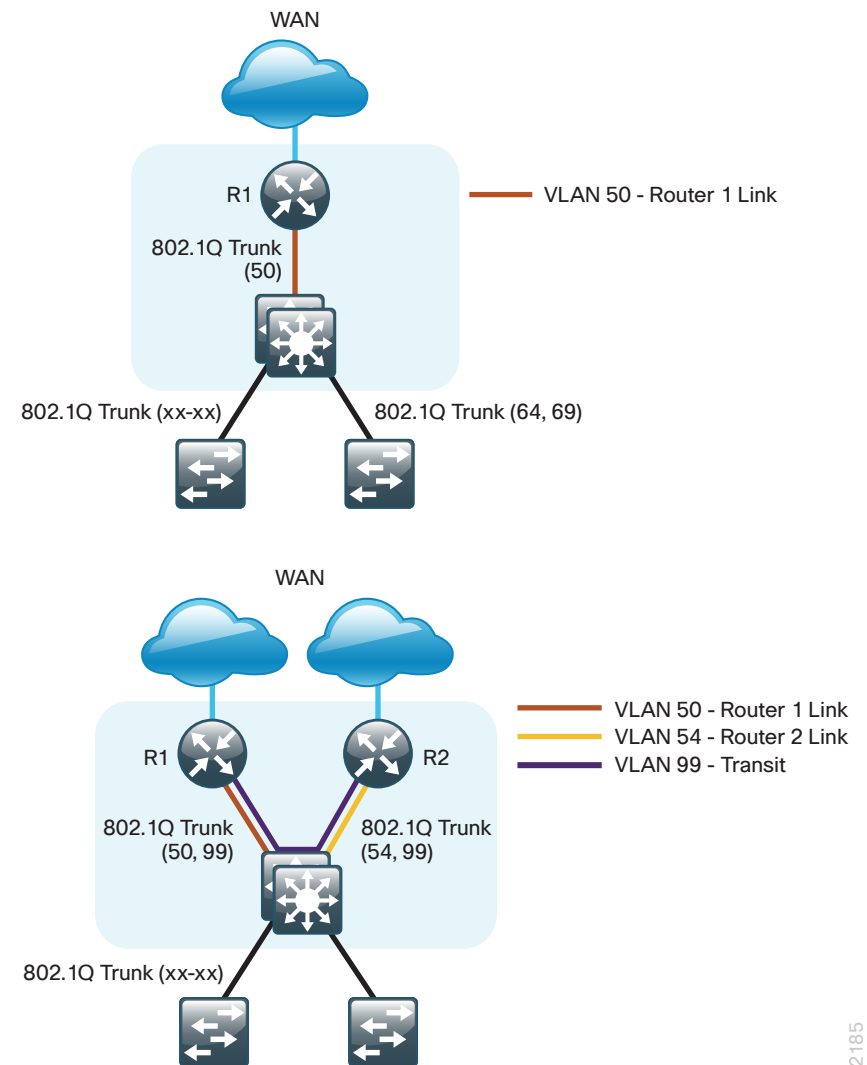 WAN
R1
VLAN 50 - Router 1 Link
802.1Q Trunk
(50)
802.1Q Trunk (xx-xx)
802.1Q Trunk (64, 69)
WAN
VLAN 50 - Router 1 Link
VLAN 54 - Router 2 Link
VLAN 99 - Transit
R1
R2
802.1Q Trunk
(50, 99)
802.1Q Trunk
(54, 99)
802.1Q Trunk (xx-xx)
2185